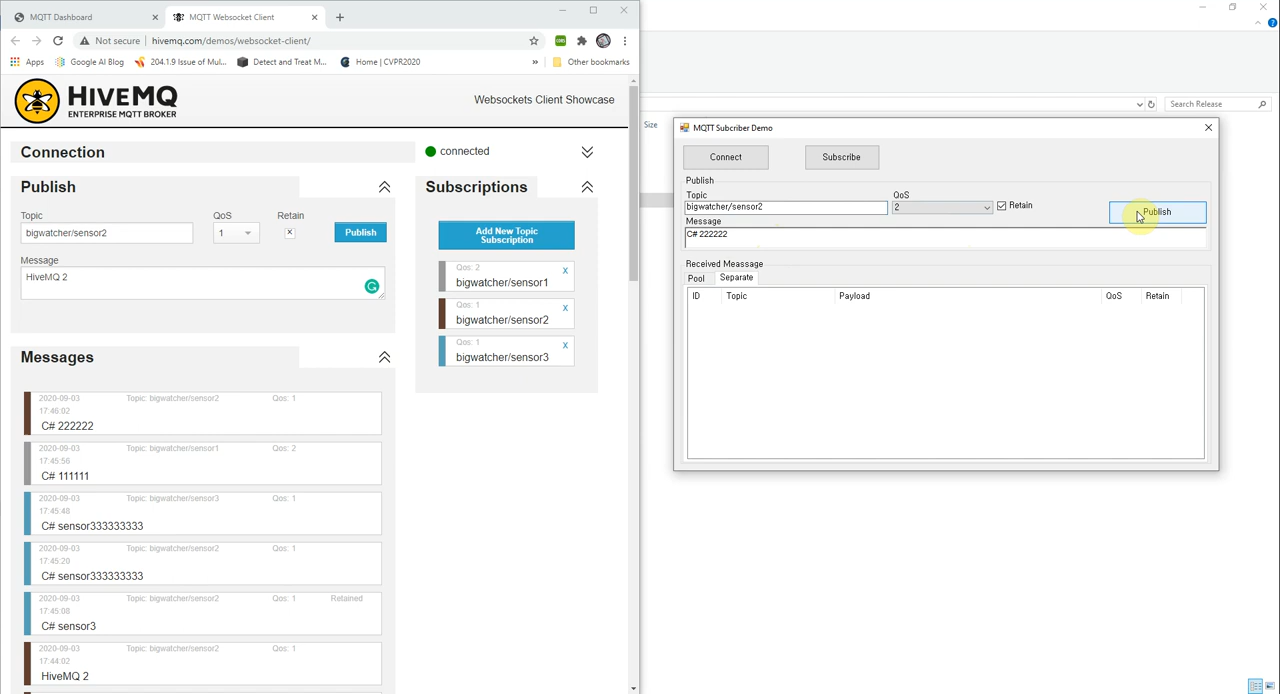 MQTT Dashboard
MQTT Websocket Client
Not secure | hivemq.com/demos/websocket-client/
Apps
Google AI Blog
204.1.9 Issue of Mul...
Detect and Treat M...
Home | CVPR2020
»
Other bookmarks
HIVEMQ
ENTERPRISE MQTT BROKER
Websockets Client Showcase
Connection
connected
Publish
Topic
QoS
Retain
bigwatcher/sensor2
1
Publish
Message
HiveMQ 2
Subscriptions
Add New Topic
Subscription
Qos: 2
x
bigwatcher/sensor1
Qos: 1
x
bigwatcher/sensor2
Qos: 1
x
bigwatcher/sensor3
Messages
2020-09-03 Topic: bigwatcher/sensor2 Qos: 1
17:46:02
C# 222222
2020-09-03 Topic: bigwatcher/sensor1 Qos: 2
17:45:56
C# 111111
2020-09-03 Topic: bigwatcher/sensor3 Qos: 1
17:45:48
C# sensor333333333
2020-09-03 Topic: bigwatcher/sensor2 Qos: 1
17:45:20
C# sensor333333333
2020-09-03 Topic: bigwatcher/sensor2 Qos: 1 Retained
17:45:08
C# sensor3
2020-09-03 Topic: bigwatcher/sensor2 Qos: 1
17:44:02
HiveMQ 2
Size
Search Release
MQTT Subcriber Demo
Connect
Subscribe
Publish
Topic
QoS
bigwatcher/sensor2
2
Retain
Publish
Message
C# 222222
Received Meassage
Pool
Separate
ID Topic Payload QoS Retain